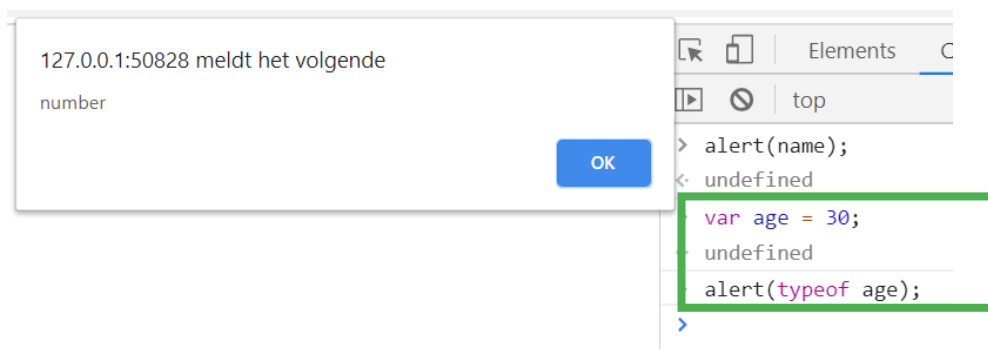 127.0.0.1:50828 meldt het volgende
number
OK
Elements
top
alert(name);
undefined
var age = 30;
undefined
alert(typeof age);